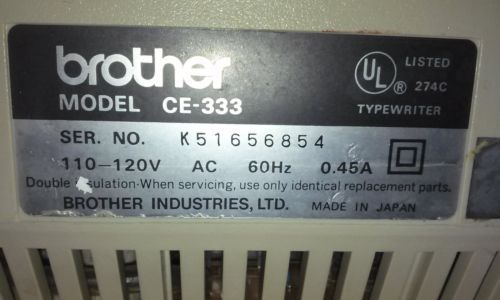 brother
MODEL CE-333
UL ® LISTED
274C
TYPEWRITER
SER. NO. K51656854
110-120V AC 60Hz 0.45A
Double sulation-When servicing, use only identical replacement parts.
BROTHER INDUSTRIES, LTD. MADE IN JAPAN